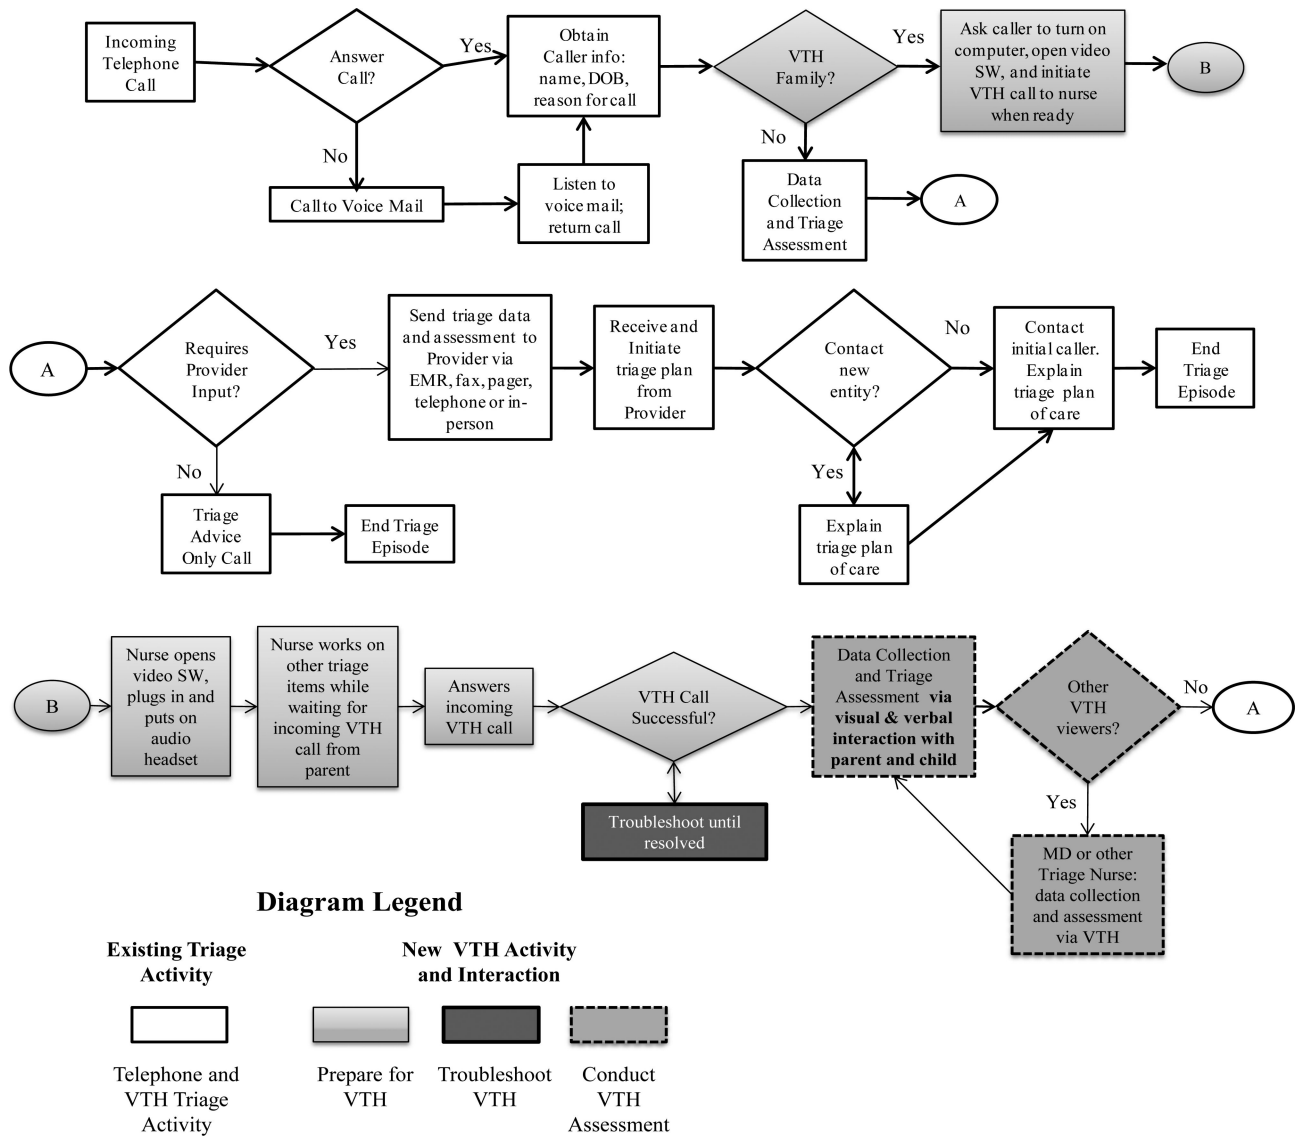 Incoming
Telephone
Call
Answer
Call?
Yes
No
Call to Voice Mail
Obtain
Caller info:
name, DOB,
reason for call
Listen to
voice mail;
return call
VTH
Family?
Yes
No
Data
Collection
and Triage
Assessment
A
Ask caller to turn on
computer, open video
SW, and initiate
VTH call to nurse
when ready
B
A
Requires
Provider
Input?
Yes
No
Triage
Advice
Only Call
End Triage
Episode
Send triage data
and assessment to
Provider via
EMR, fax, pager,
telephone or in-
person
Receive and
Initiate
triage plan
from
Provider
Contact
new
entity?
No
Yes
Explain
triage plan
of care
Contact
initial caller.
Explain
triage plan
of care
End
Triage
Episode
B
Nurse opens
video SW,
plugs in and
puts on
audio
headset
Nurse works on
other triage
items while
waiting for
incoming VTH
call from
parent
Answers
incoming
VTH call
VTH Call
Successful?
Troubleshoot until
resolved
Data Collection
and Triage
Assessment via
visual & verbal
interaction with
parent and child
Other
VTH
viewers?
No
A
Yes
MD or other
Triage Nurse:
data collection
and assessment
via VTH
Diagram Legend
Existing Triage
Activity
New VTH Activity
and Interaction
Telephone and
VTH Triage
Activity
Prepare for
VTH
Troubleshoot
VTH
Conduct
VTH
Assessment